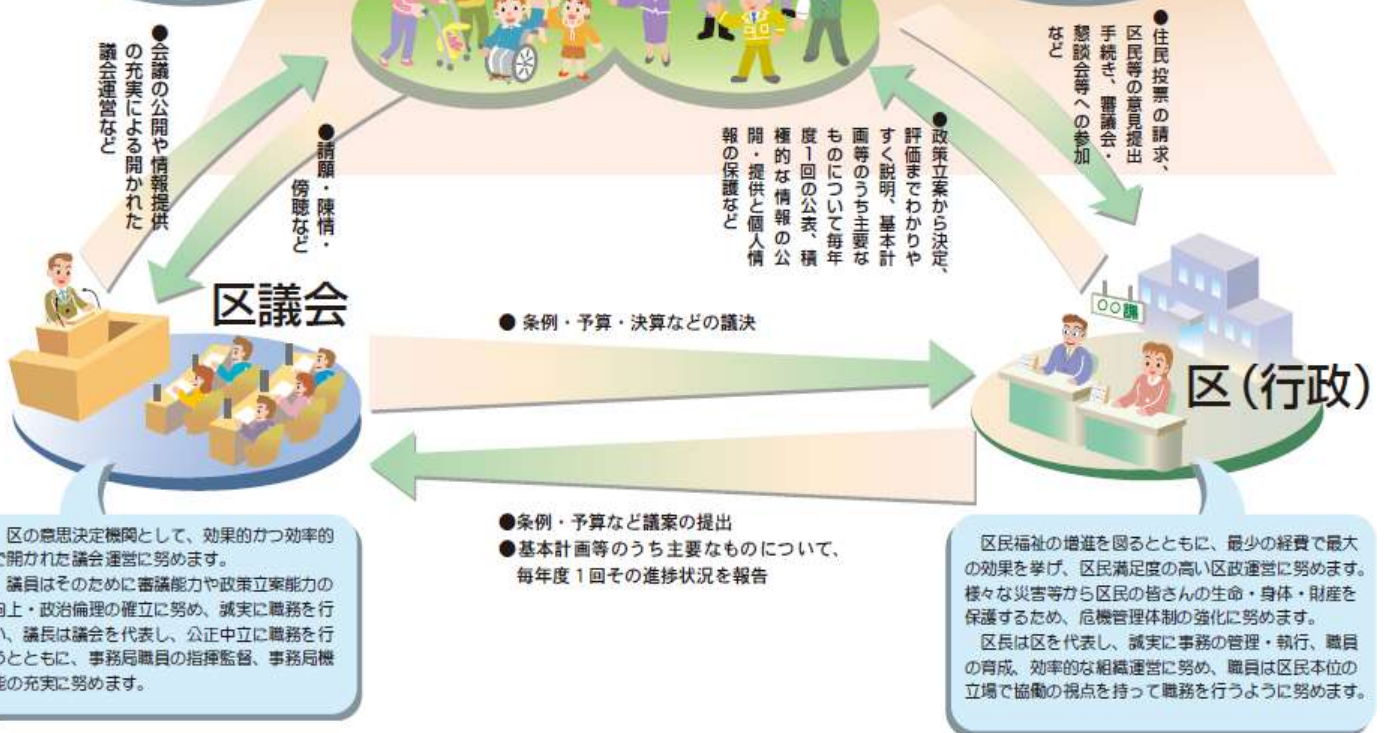 ●会議の公開や情報提供
の充実による開かれた
議会運営など
●請願・陳情・
傍聴など
●政策立案から決定、
評価までわかりや
すく説明、基本計
画等のうち主要な
ものについて毎年
度1回の公表、積
極的な情報の公
開・提供と個人情
報の保護など
●住民投票の請求、
区民等の意見提出
手続き、審議会・
懇談会等への参加
など
区議会
● 条例・予算・決算などの議決
○○課
区(行政)
●条例・予算など議案の提出
●基本計画等のうち主要なものについて、
毎年度1回その進捗状況を報告
区の意思決定機関として、効果的かつ効率的
で開かれた議会運営に努めます。
議員はそのために審議能力や政策立案能力の
向上・政治倫理の確立に努め、誠実に職務を行
い、議長は議会を代表し、公正中立に職務を行
うとともに、事務局職員の指揮監督、事務局機
能の充実に努めます。
区民福祉の増進を図るとともに、最少の経費で最大
の効果を挙げ、区民満足度の高い区政運営に努めます。
様々な災害等から区民の皆さんの生命・身体・財産を
保護するため、危機管理体制の強化に努めます。
区長は区を代表し、誠実に事務の管理・執行、職員
の育成、効率的な組織運営に努め、職員は区民本位の
立場で協働の視点を持って職務を行うように努めます。